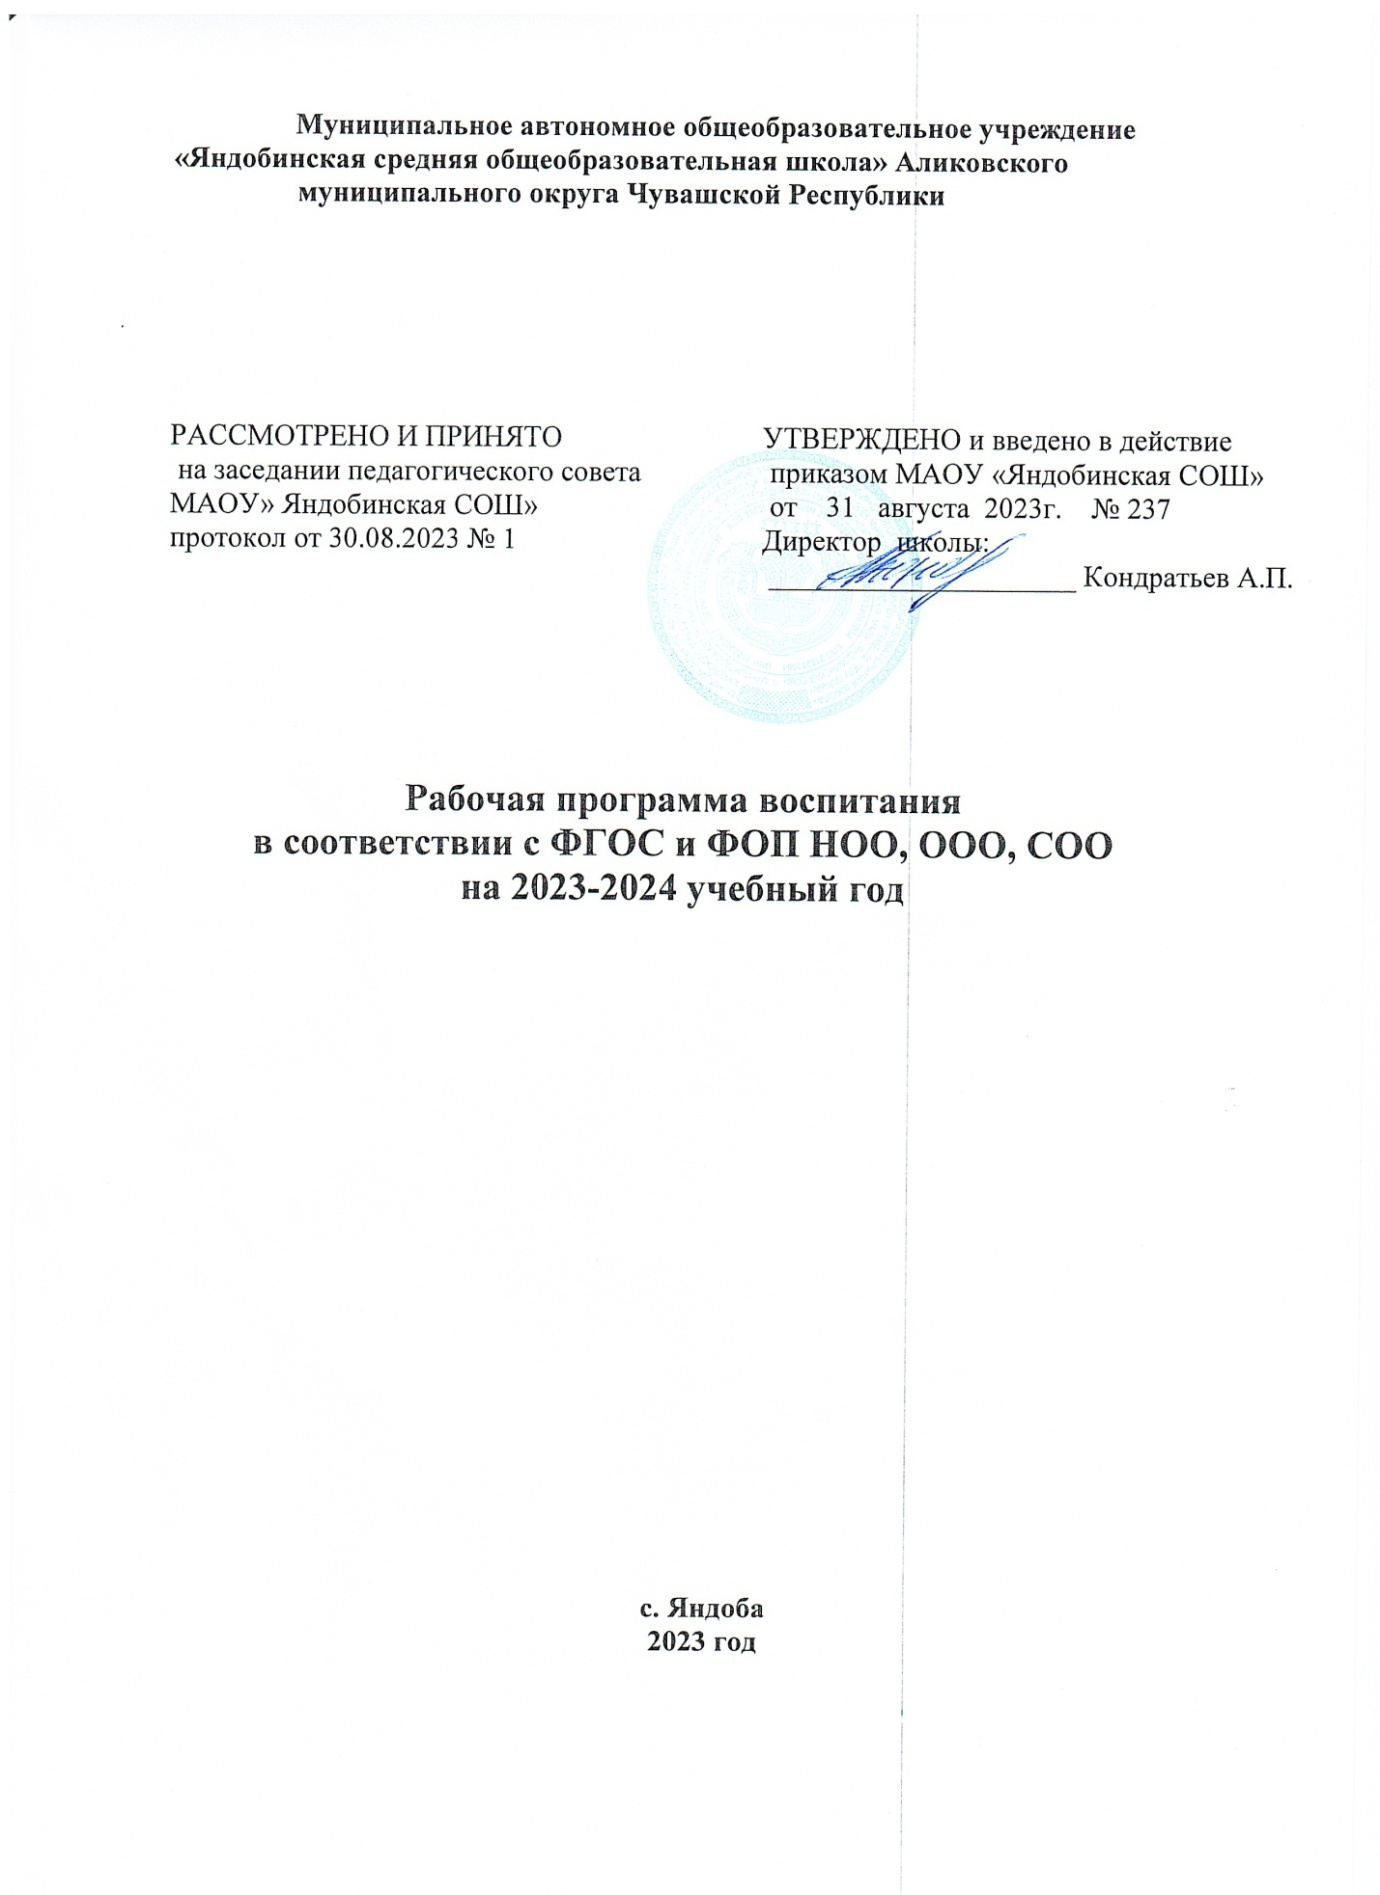 Муниципальное автономное общеобразовательное учреждение
«Яндобинская средняя общеобразовательная школа» Аликовского
муниципального округа Чувашской Республики
РАССМОТРЕНО И ПРИНЯТО
на заседании педагогического совета
МАОУ» Яндобинская СОШ»
протокол от 30.08.2023 № 1
УТВЕРЖДЕНО и введено в действие
приказом МАОУ «Яндобинская СОШ»
от 31 августа 2023г. № 237
Директор школы:
____________________ Кондратьев А.П.
Рабочая программа воспитания
в соответствии с ФГОС и ФОП НОО, ООО, СОО
на 2023-2024 учебный год
с. Яндоба
2023 год